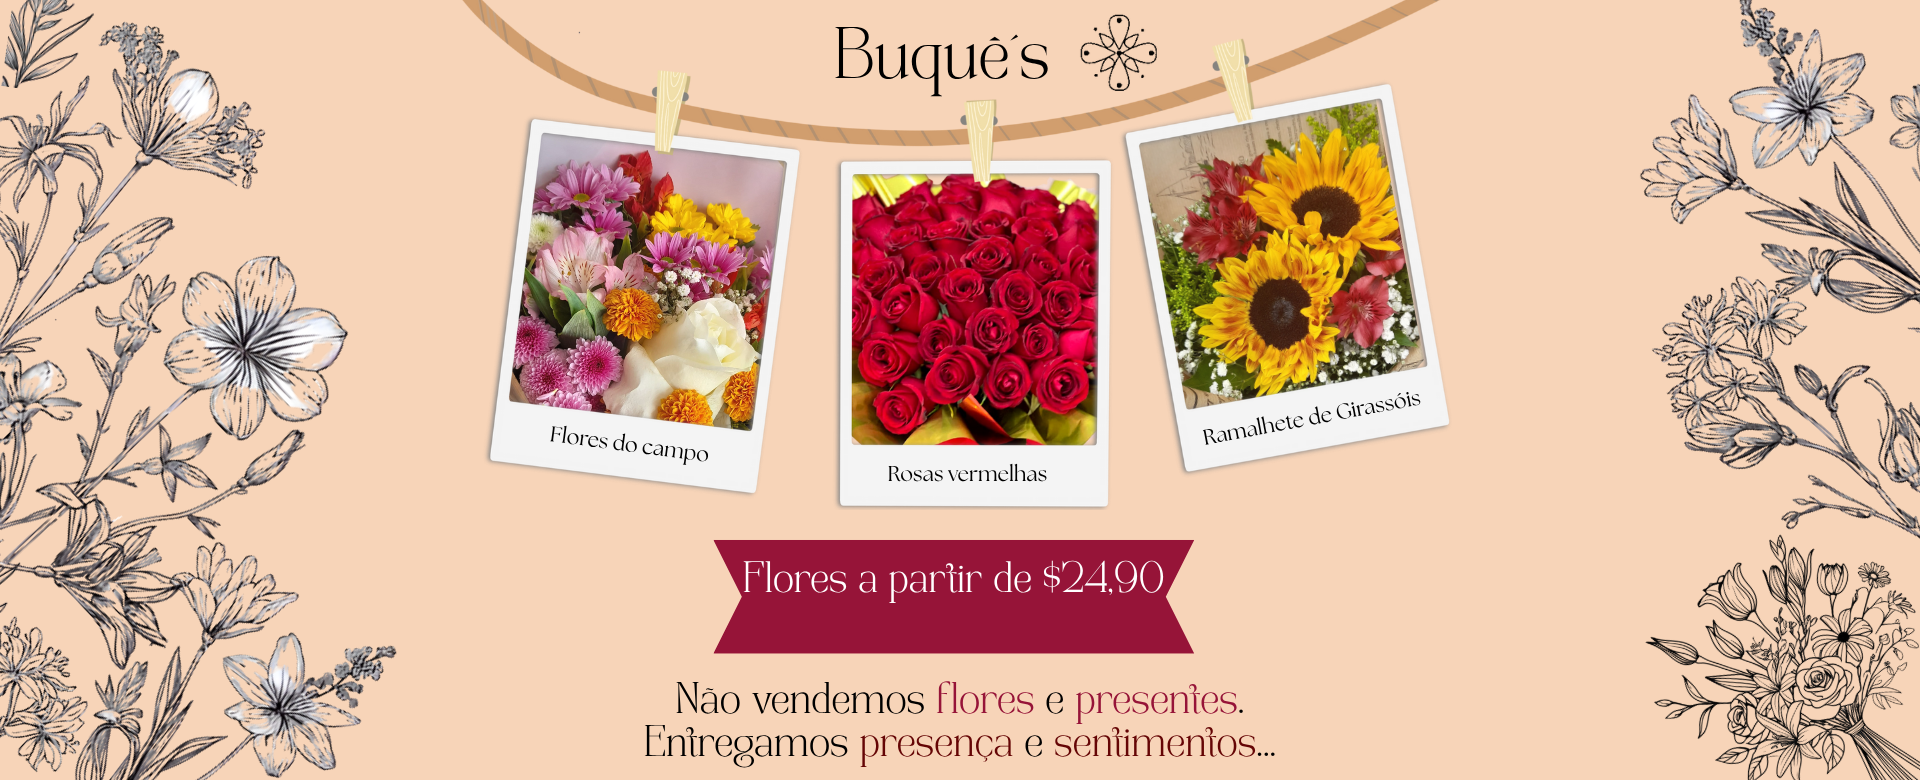 Buquê´s
Flores do campo
Rosas vermelhas
Ramalhete de Girassóis
Flores a partir de $24,90
Não vendemos flores e presentes.
Entregamos presença e sentimentos...